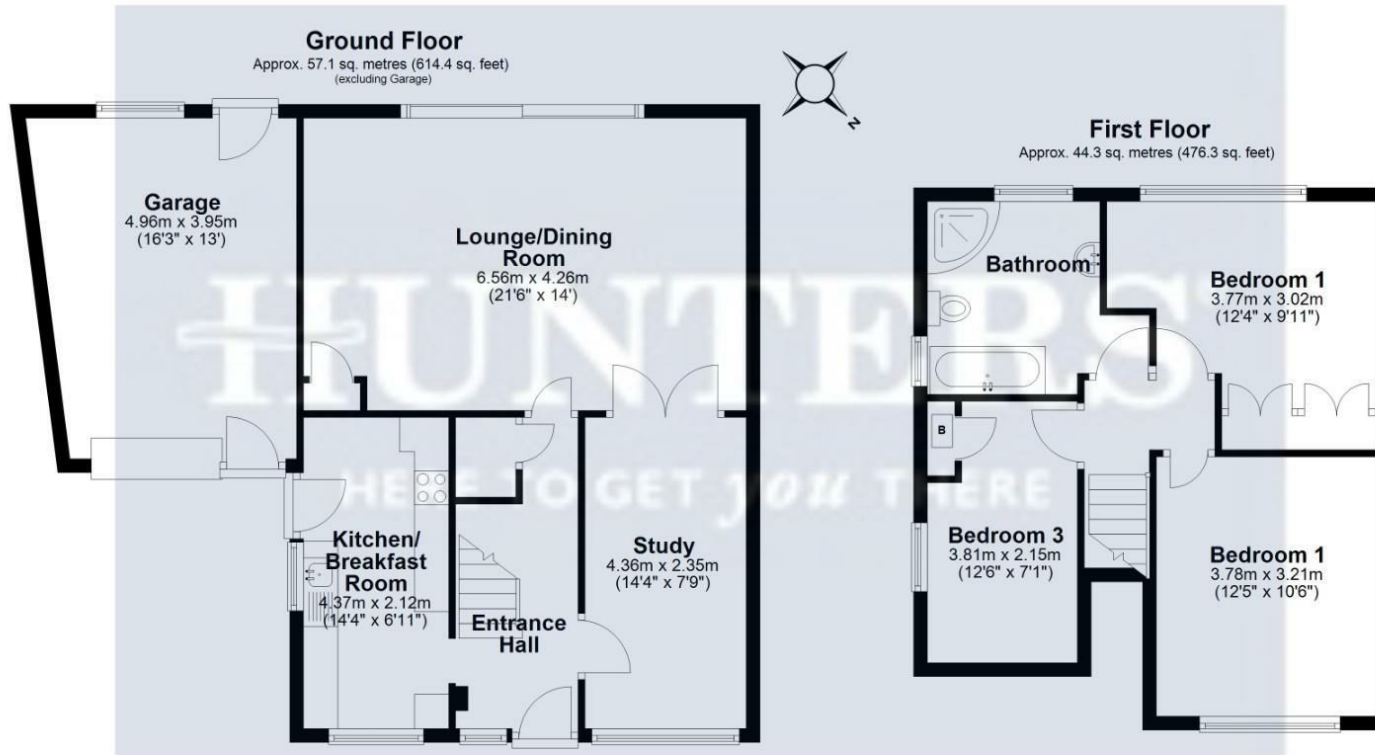 Ground Floor
Approx. 57.1 sq. metres (614.4 sq. feet)
(excluding Garage)
Garage
4.96m x 3.95m
(16'3" x 13')
Lounge/Dining
Room
6.56m x 4.26m
(21'6" x 14')
Kitchen/
Breakfast
Room
4.37m x 2.12m
(14'4" x 6'11")
Entrance
Hall
Study
4.36m x 2.35m
(14'4" x 7'9")
N
First Floor
Approx. 44.3 sq. metres (476.3 sq. feet)
Bathroom
Bedroom 1
3.77m x 3.02m
(12'4" x 9'11")
B
Bedroom 3
3.81m x 2.15m
(12'6" x 7'1")
Bedroom 1
3.78m x 3.21m
(12'5" x 10'6")
HUNTERS
HERE TO GET you THERE